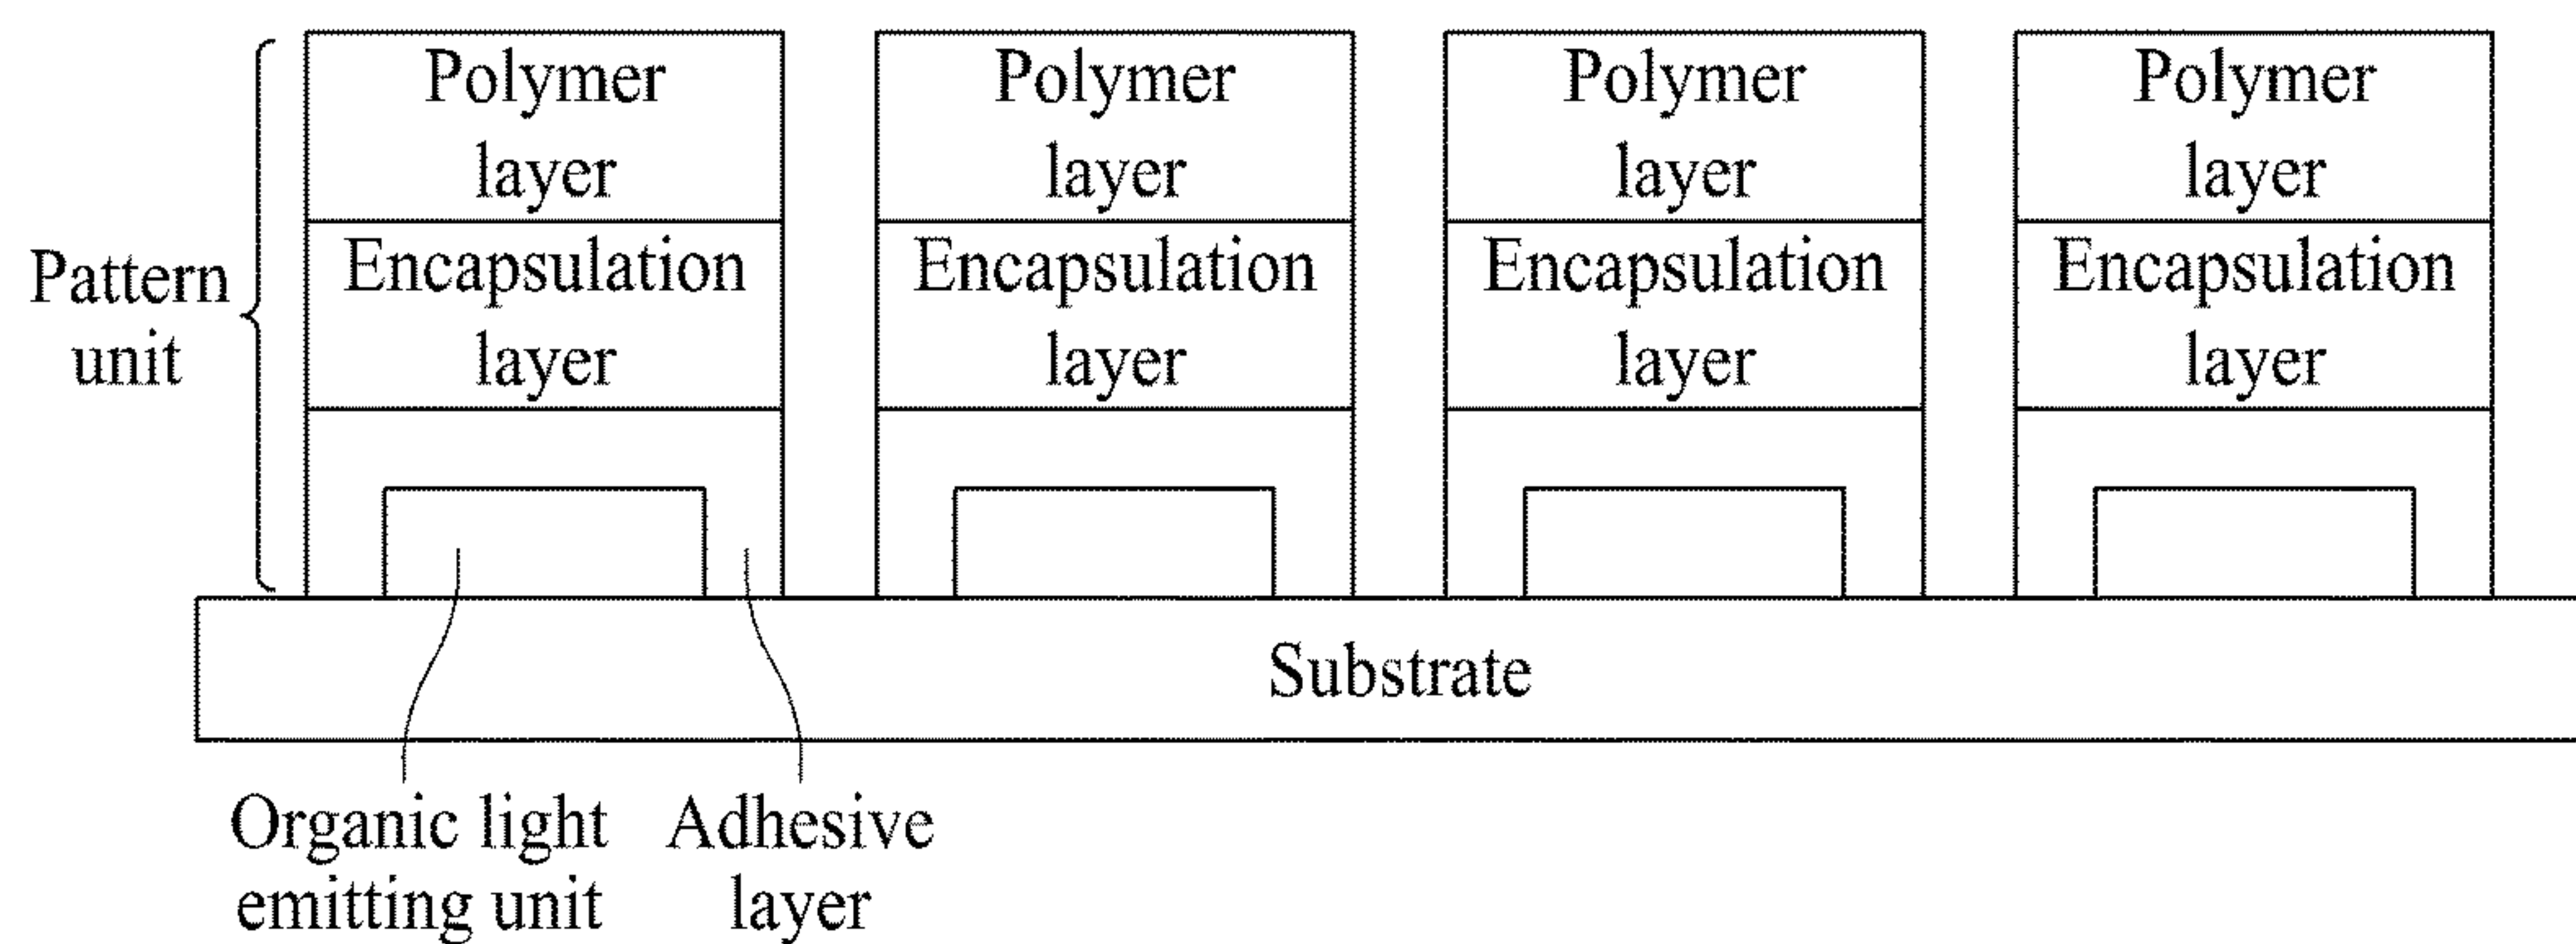 Polymer
layer
Polymer
layer
Polymer
layer
Polymer
layer
Pattern
unit
Encapsulation
layer
Encapsulation
layer
Encapsulation
layer
Encapsulation
layer
Substrate
Organic light
emitting unit
Adhesive
layer